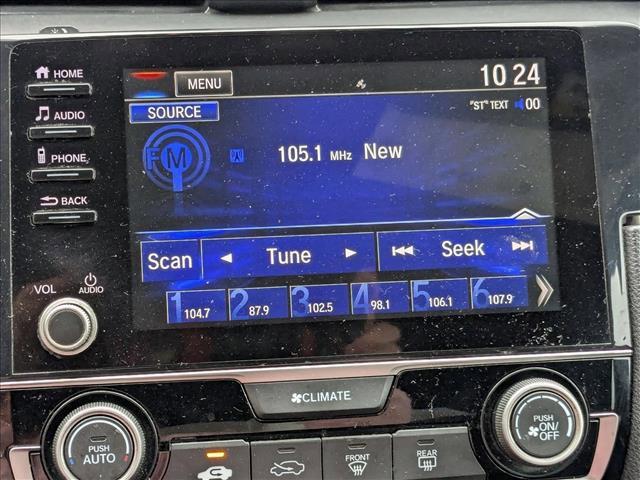 HOME
MENU
10 24
SOURCE
"ST" TEXT 00
AUDIO
FM
105.1 MHz New
PHONE
BACK
Scan Tune Seek
VOL AUDIO
1 104.7 2 87.9 3 102.5 4 98.1 5 106.1 6 107.9
CLIMATE
PUSH
AUTO
PUSH
ON/
OFF
FRONT REAR